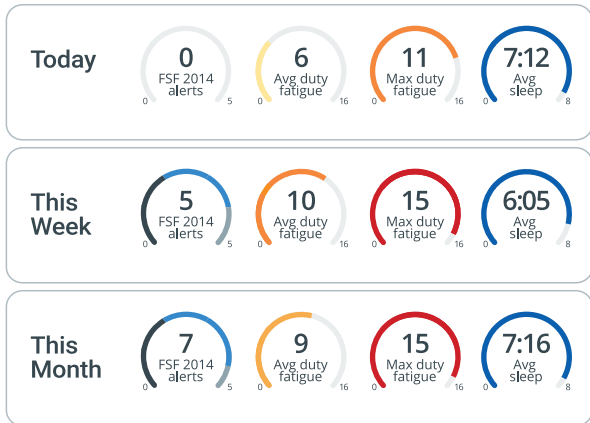 Today
0
FSF 2014
alerts
0 5
6
Avg duty
fatigue
0 16
11
Max duty
fatigue
0 16
7:12
Avg
sleep
0 8
This
Week
5
FSF 2014
alerts
0 5
10
Avg duty
fatigue
0 16
15
Max duty
fatigue
0 16
6:05
Avg
sleep
0 8
This
Month
7
FSF 2014
alerts
0 5
9
Avg duty
fatigue
0 16
15
Max duty
fatigue
0 16
7:16
Avg
sleep
0 8